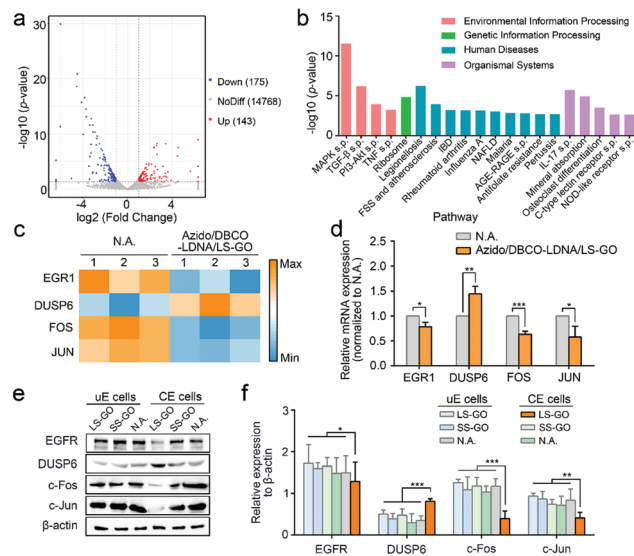 a
-log10 (p-value)
30
20
10
0
-4
0
4
log2 (Fold Change)
Down (175)
NoDiff (14768)
Up (143)
b
-log10 (p-value)
15
10
5
0
Environmental Information Processing
Genetic Information Processing
Human Diseases
Organismal Systems
MAPK s.p.
TGF-β s.p.
PI3-Akt s.p.
TNF s.p.
Ribosome
Legionellosis
FSS and atherosclerosis
IBD
Rheumatoid arthritis
Influenza A
NAFLD
Malaria
AGE-RAGE s.p.
Antifolate resistance
Pertussis
IL-17 s.p.
Mineral absorption
Osteoclast differentiation
C-type lectin receptor s.p.
NOD-like receptor s.p.
Pathway
c
N.A.
Azido/DBCO
-LDNA/LS-GO
1 2 3 1 2 3
EGR1
DUSP6
FOS
JUN
Max
Min
d
N.A.
Azido/DBCO-LDNA/LS-GO
Relative mRNA expression
(normalized to N.A.)
2.0
1.5
1.0
0.5
0.0
*
**
***
*
EGR1 DUSP6 FOS JUN
e
uE cells CE cells
LS-GO SS-GO N.A. LS-GO SS-GO N.A.
EGFR
DUSP6
c-Fos
c-Jun
β-actin
f
uE cells CE cells
LS-GO LS-GO
SS-GO SS-GO
N.A. N.A.
Relative expression
to β-actin
3
2
1
0
*
***
***
**
EGFR DUSP6 c-Fos c-Jun